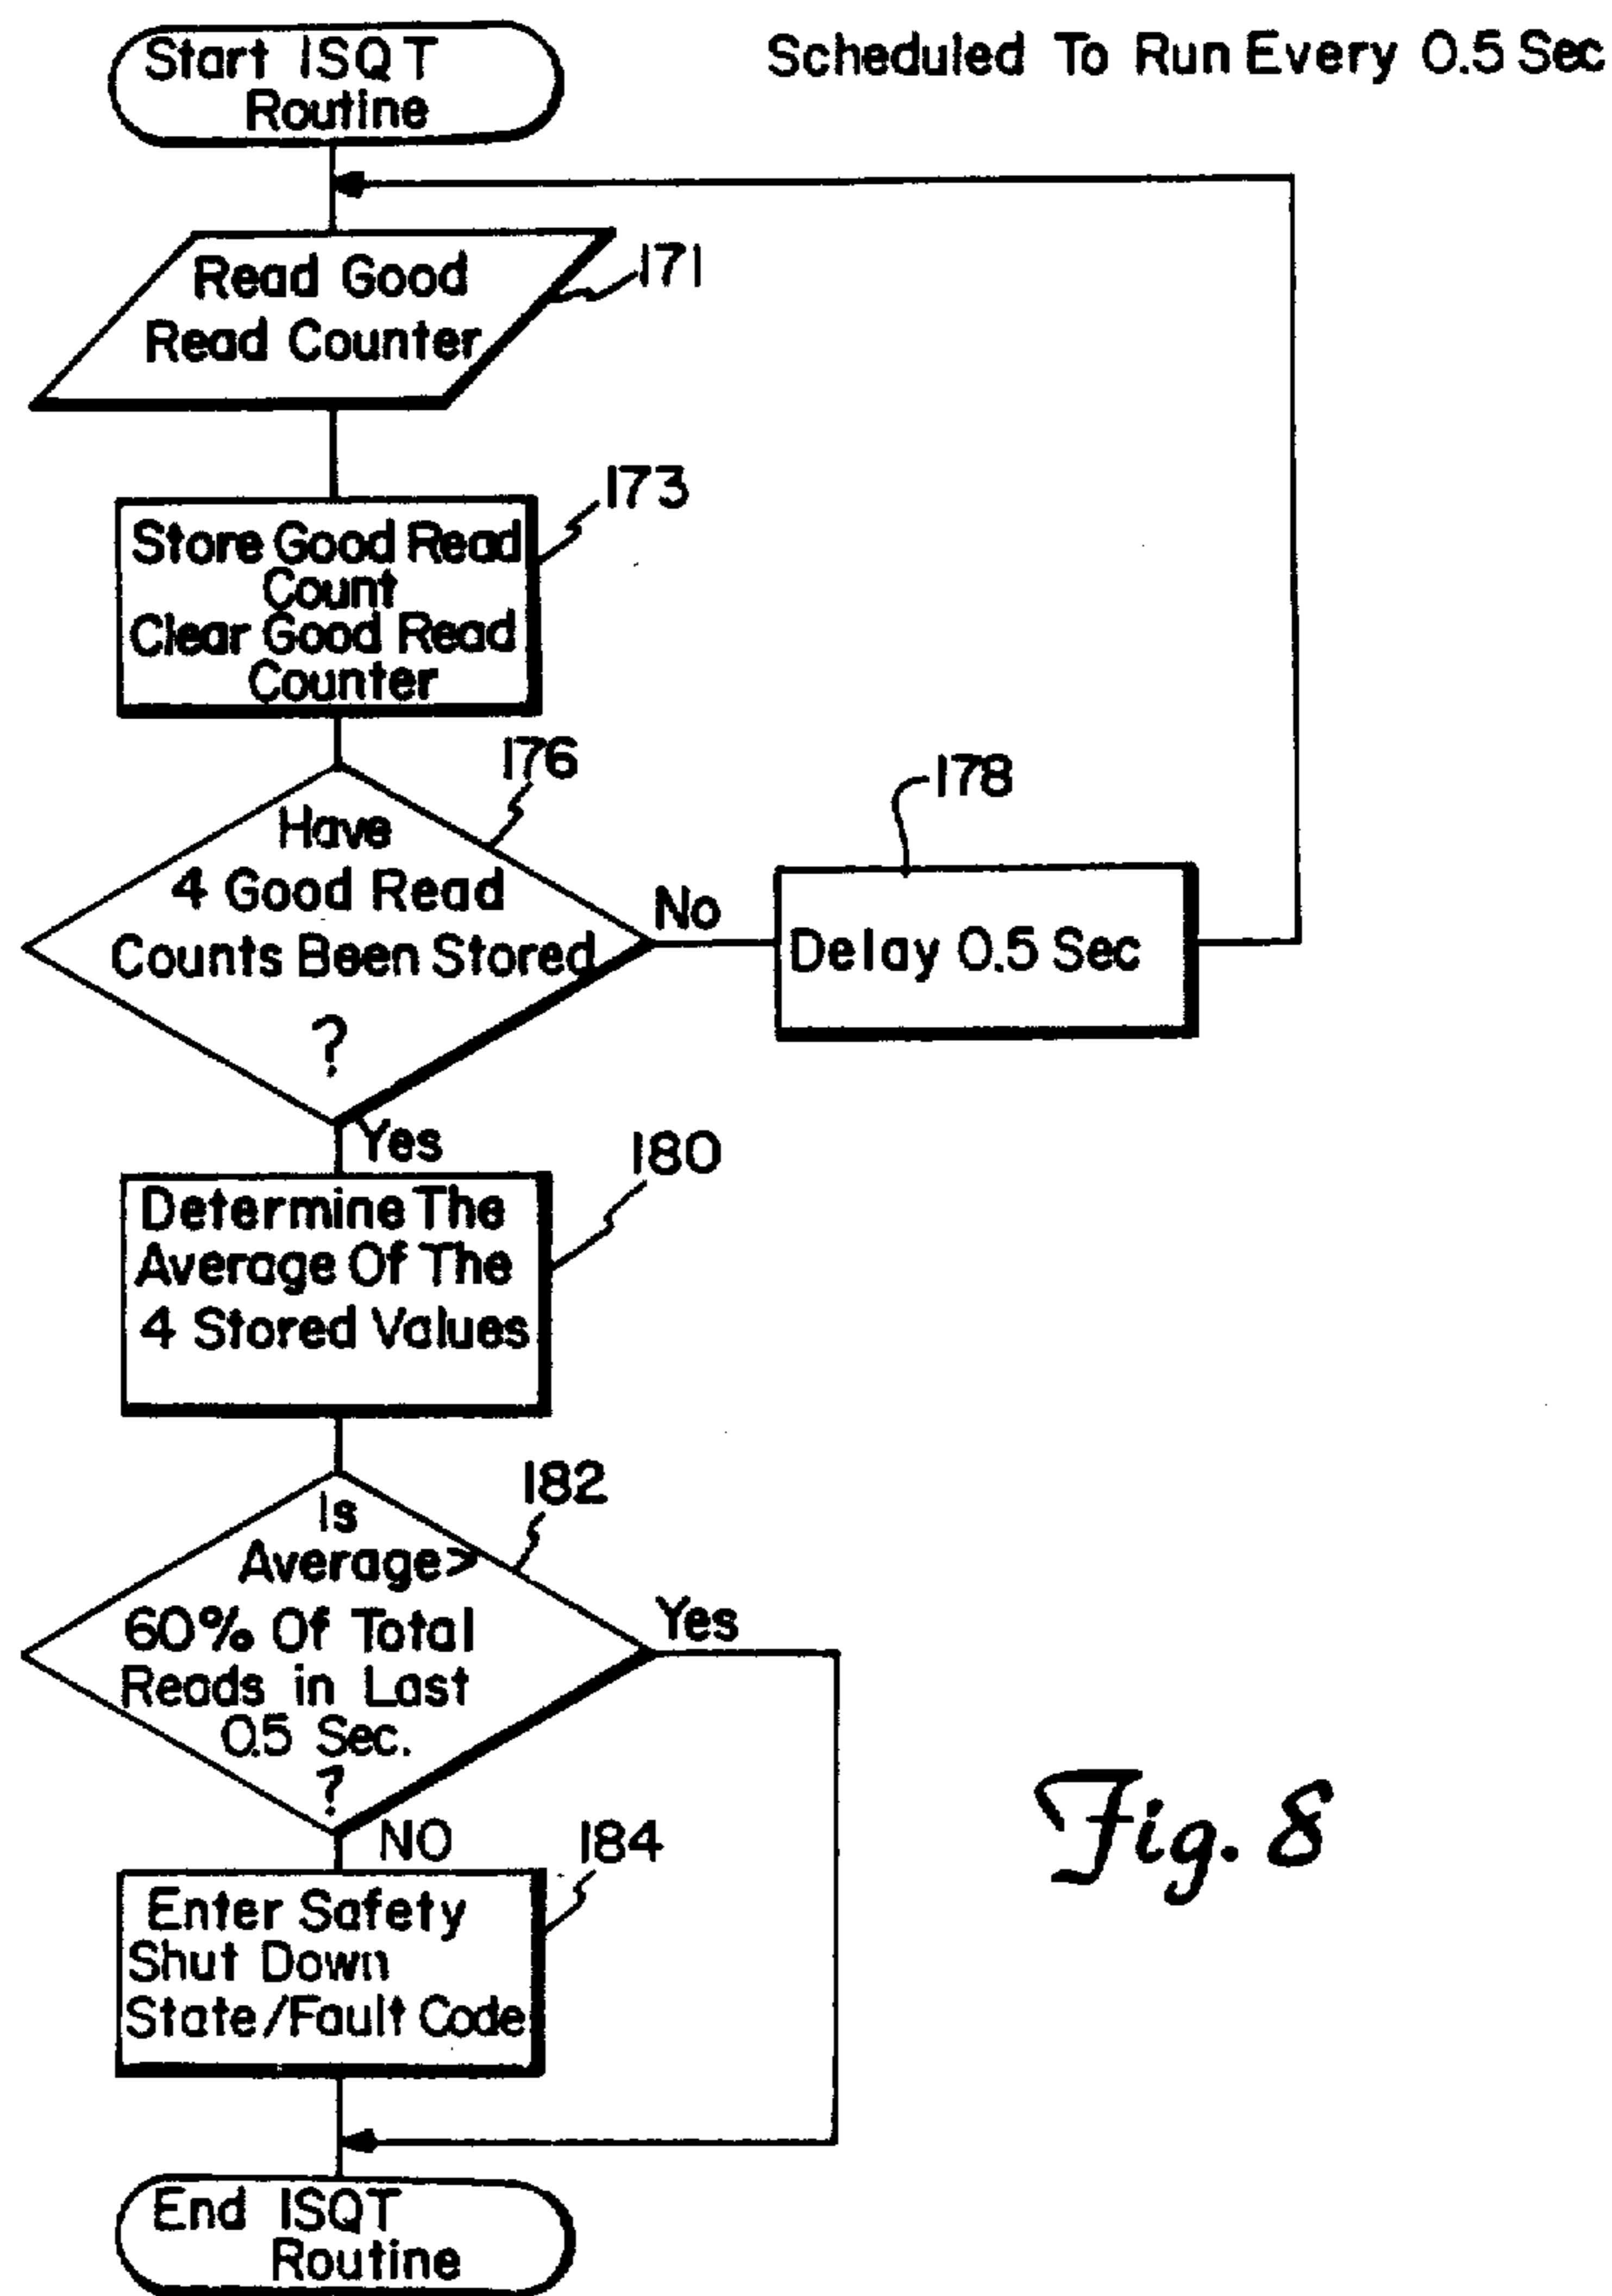 Start ISQT
Routine
Scheduled To Run Every 0.5 Sec
Read Good
Read Counter
171
Store Good Read
Count
Clear Good Read
Counter
173
Have
4 Good Read
Counts Been Stored
?
176
No
178
Delay 0.5 Sec
Yes
Determine The
Average Of The
4 Stored Values
180
Is
Average>
60% Of Total
Reads in Last
0.5 Sec.
?
182
Yes
NO
Enter Safety
Shut Down
State/Fault Code
184
End ISQT
Routine
Fig. 8